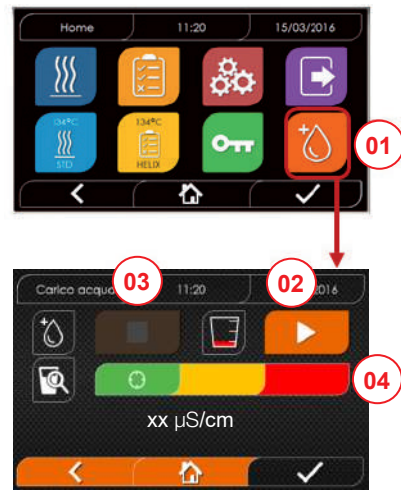 Home 11:20 15/03/2016
134°C 134°C
STD HELIX
01
03 02
Carico acqu 11:20 2016
04
xx µS/cm